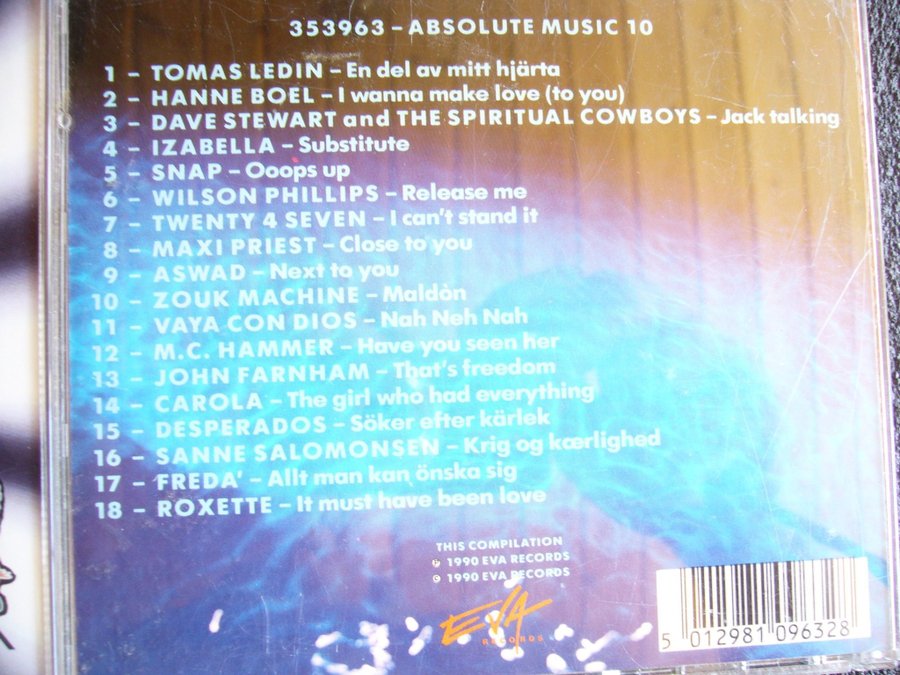 353963 – ABSOLUTE MUSIC 10
1 – TOMAS LEDIN – En del av mitt hjärta
2 – HANNE BOEL – I wanna make love (to you)
3 – DAVE STEWART and THE SPIRITUAL COWBOYS – Jack talking
4 – IZABELLA – Substitute
5 – SNAP – Ooops up
6 – WILSON PHILLIPS – Release me
7 – TWENTY 4 SEVEN – I can't stand it
8 – MAXI PRIEST – Close to you
9 – ASWAD – Next to you
10 – ZOUK MACHINE – Maldòn
11 – VAYA CON DIOS – Nah Neh Nah
12 – M.C. HAMMER – Have you seen her
13 – JOHN FARNHAM – That's freedom
14 – CAROLA – The girl who had everything
15 – DESPERADOS – Söker efter kärlek
16 – SANNE SALOMONSEN – Krig og kærlighed
17 – 'FREDA' – Allt man kan önska sig
18 – ROXETTE – It must have been love
THIS COMPILATION
℗ 1990 EVA RECORDS
© 1990 EVA RECORDS
EVA
RECORDS
5 012981 096328